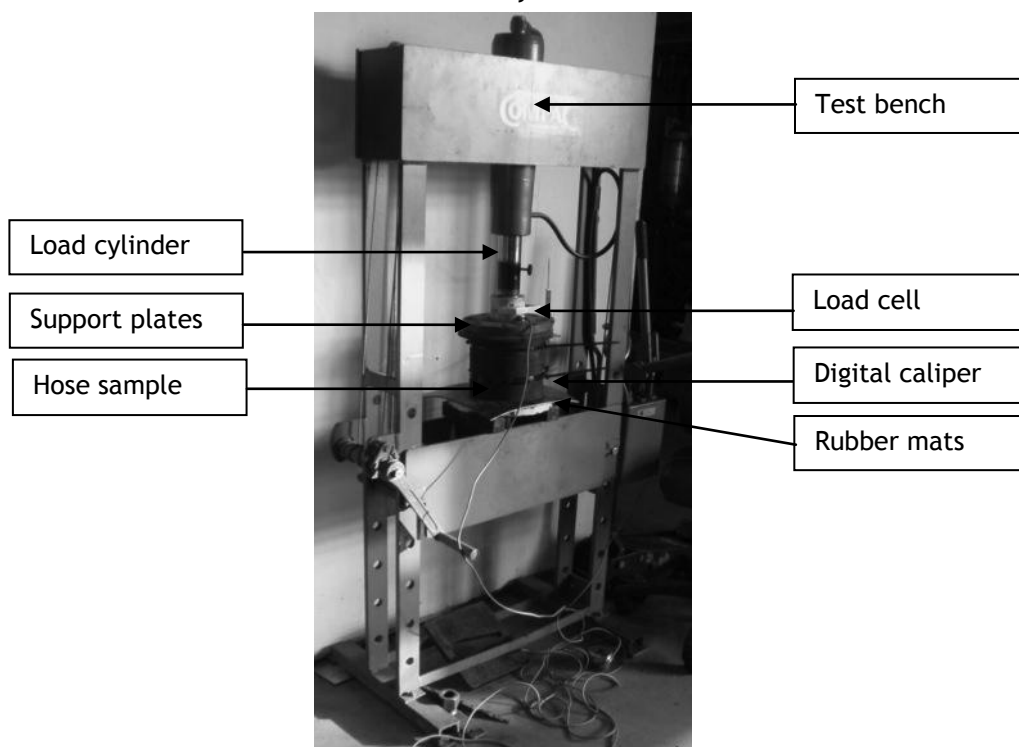 Test bench
Load cylinder
Support plates
Hose sample
Load cell
Digital caliper
Rubber mats